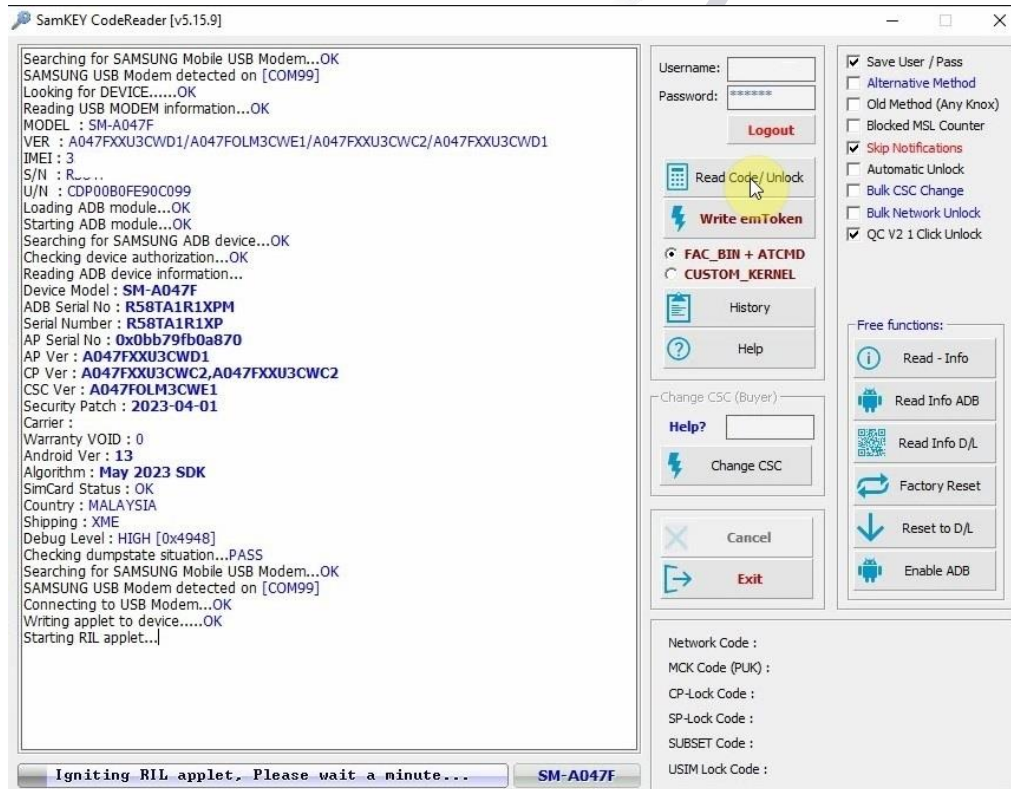 SamKEY CodeReader [v5.15.9]
Searching for SAMSUNG Mobile USB Modem...OK
SAMSUNG USB Modem detected on [COM99]
Looking for DEVICE......OK
Reading USB MODEM information...OK
MODEL : SM-A047F
VER : A047FXXU3CWD1/A047FOLM3CWE1/A047FXXU3CWC2/A047FXXU3CWD1
IMEI : 3
S/N : R
U/N : CDP00B0FE90C099
Loading ADB module...OK
Starting ADB module...OK
Searching for SAMSUNG ADB device...OK
Checking device authorization...OK
Reading ADB device information...
Device Model : SM-A047F
ADB Serial No : R58TA1R1XPM
Serial Number : R58TA1R1XP
AP Serial No : 0x0bb79fb0a870
AP Ver : A047FXXU3CWD1
CP Ver : A047FXXU3CWC2,A047FXXU3CWC2
CSC Ver : A047FOLM3CWE1
Security Patch : 2023-04-01
Carrier :
Warranty VOID : 0
Android Ver : 13
Algorithm : May 2023 SDK
SimCard Status : OK
Country : MALAYSIA
Shipping : XME
Debug Level : HIGH [0x4948]
Checking dumpstate situation...PASS
Searching for SAMSUNG Mobile USB Modem...OK
SAMSUNG USB Modem detected on [COM99]
Connecting to USB Modem...OK
Writing applet to device.....OK
Starting RIL applet...
Igniting RIL applet, Please wait a minute...
SM-A047F
Username:
Password: ******
Logout
Read Code/Unlock
Write emToken
FAC_BIN + ATCMD
CUSTOM_KERNEL
History
Help
Change CSC (Buyer)
Help?
Change CSC
Cancel
Exit
Save User / Pass
Alternative Method
Old Method (Any Knox)
Blocked MSL Counter
Skip Notifications
Automatic Unlock
Bulk CSC Change
Bulk Network Unlock
QC V2 1 Click Unlock
Free functions:
Read - Info
Read Info ADB
Read Info D/L
Factory Reset
Reset to D/L
Enable ADB
Network Code :
MCK Code (PUK) :
CP-Lock Code :
SP-Lock Code :
SUBSET Code :
USIM Lock Code :